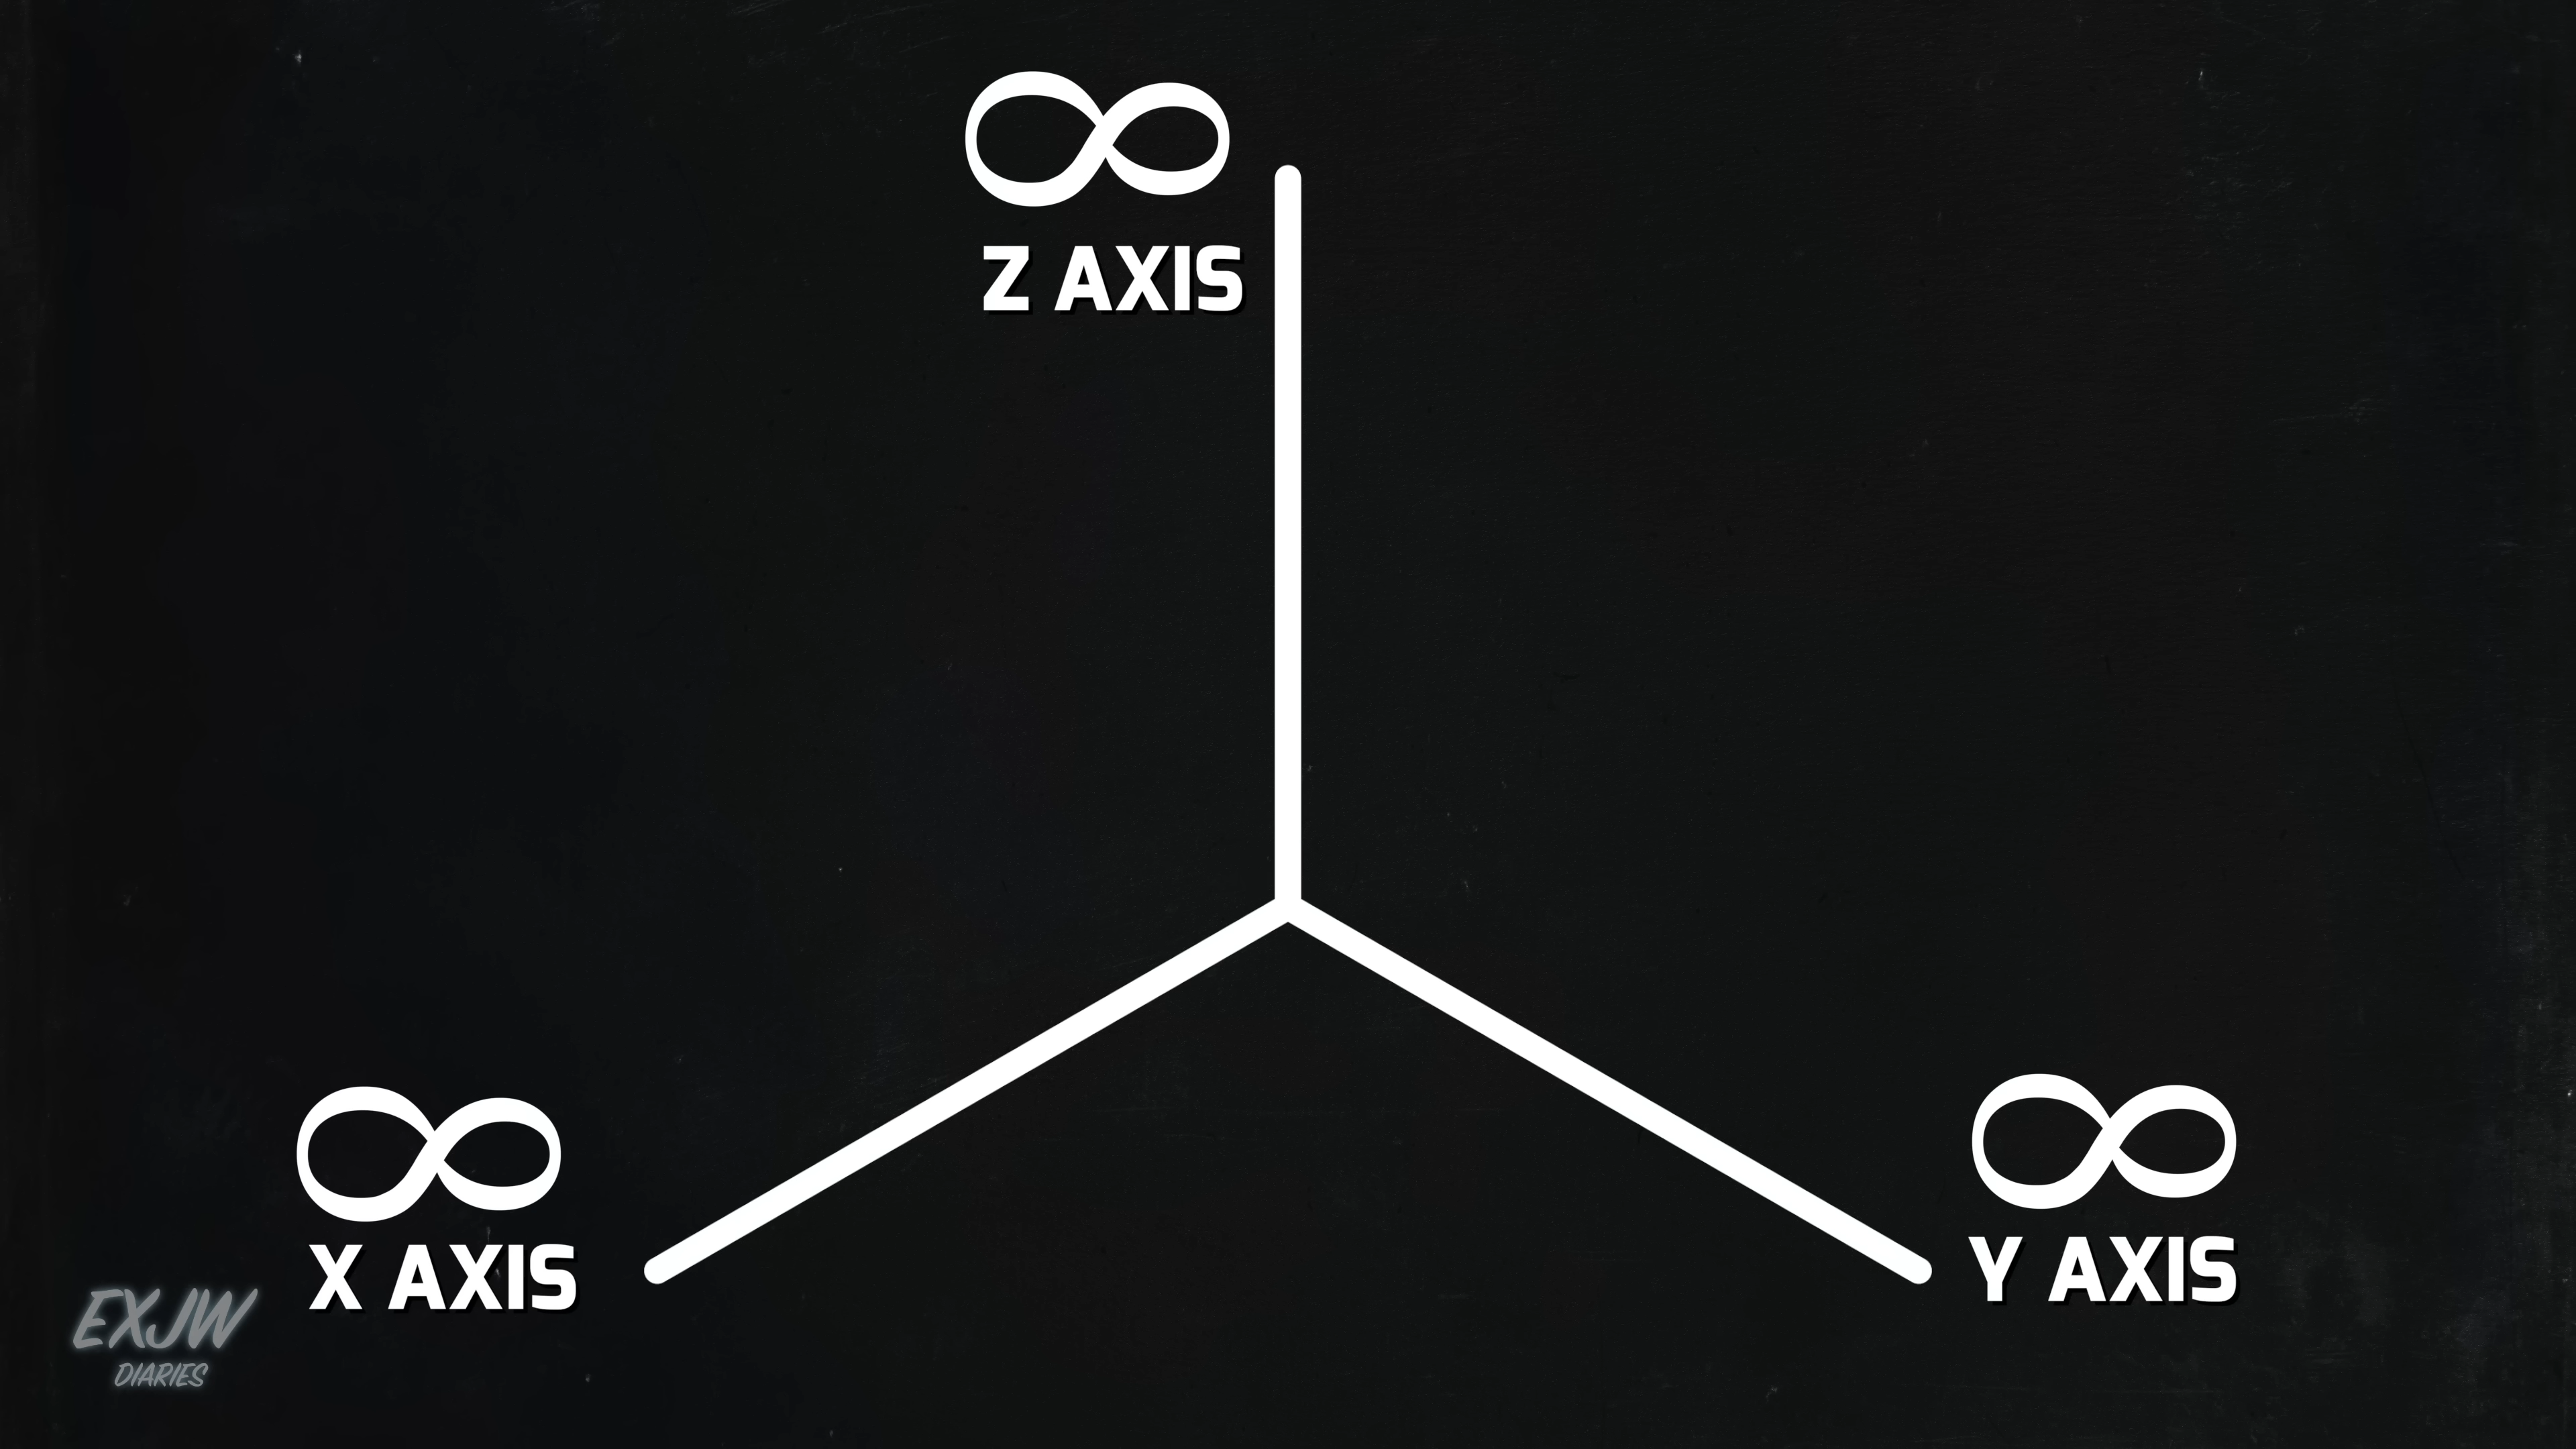 ∞
Z AXIS
∞
X AXIS
∞
Y AXIS
EXJW
DIARIES